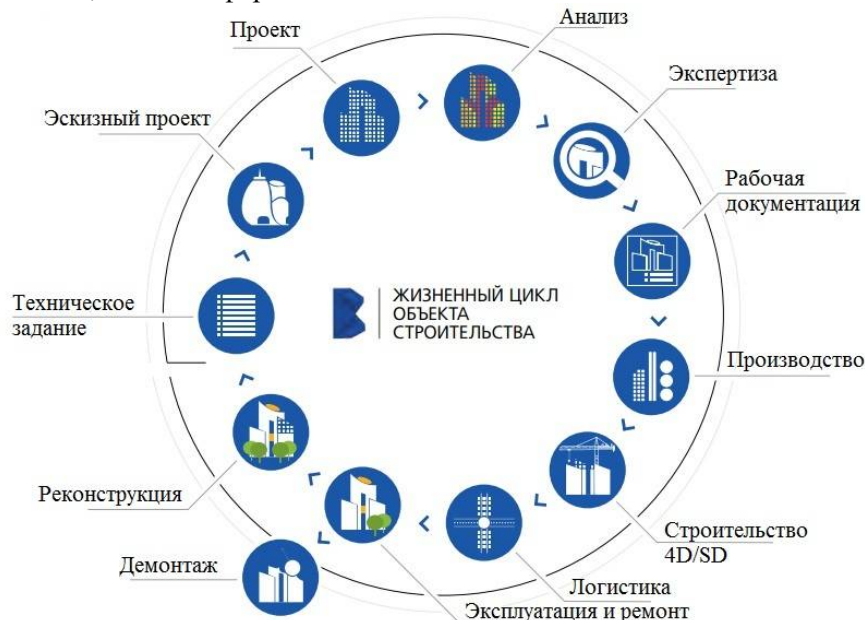 Проект
Анализ
Экспертиза
Эскизный проект
Рабочая
документация
Техническое
задание
ЖИЗНЕННЫЙ ЦИКЛ
ОБЪЕКТА
СТРОИТЕЛЬСТВА
Производство
Реконструкция
Строительство
4D/SD
Демонтаж
Логистика
Эксплуатация и ремонт